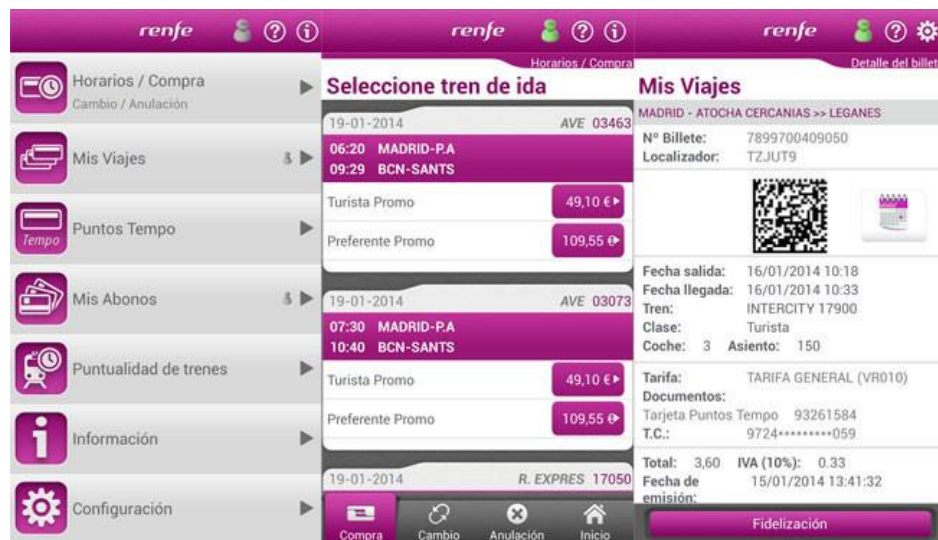 renfe
Horarios / Compra
Cambio / Anulación
Mis Viajes
Puntos Tempo
Tempo
Mis Abonos
Puntualidad de trenes
Información
Configuración
renfe
Horarios / Compra
Seleccione tren de ida
19-01-2014 AVE 03463
06:20 MADRID-P.A
09:29 BCN-SANTS
Turista Promo 49,10 €
Preferente Promo 109,55 €
19-01-2014 AVE 03073
07:30 MADRID-P.A
10:40 BCN-SANTS
Turista Promo 49,10 €
Preferente Promo 109,55 €
19-01-2014 R. EXPRES 17050
Compra Cambio Anulación Inicio
renfe
Detalle del billet
Mis Viajes
MADRID - ATOCHA CERCANIAS >> LEGANES
Nº Billete: 7899700409050
Localizador: TZJUT9
Fecha salida: 16/01/2014 10:18
Fecha llegada: 16/01/2014 10:33
Tren: INTERCITY 17900
Clase: Turista
Coche: 3 Asiento: 150
Tarifa: TARIFA GENERAL (VR010)
Documentos:
Tarjeta Puntos Tempo 93261584
T.C.: 9724*********059
Total: 3,60 IVA (10%): 0.33
Fecha de 15/01/2014 13:41:32
emisión:
Fidelización